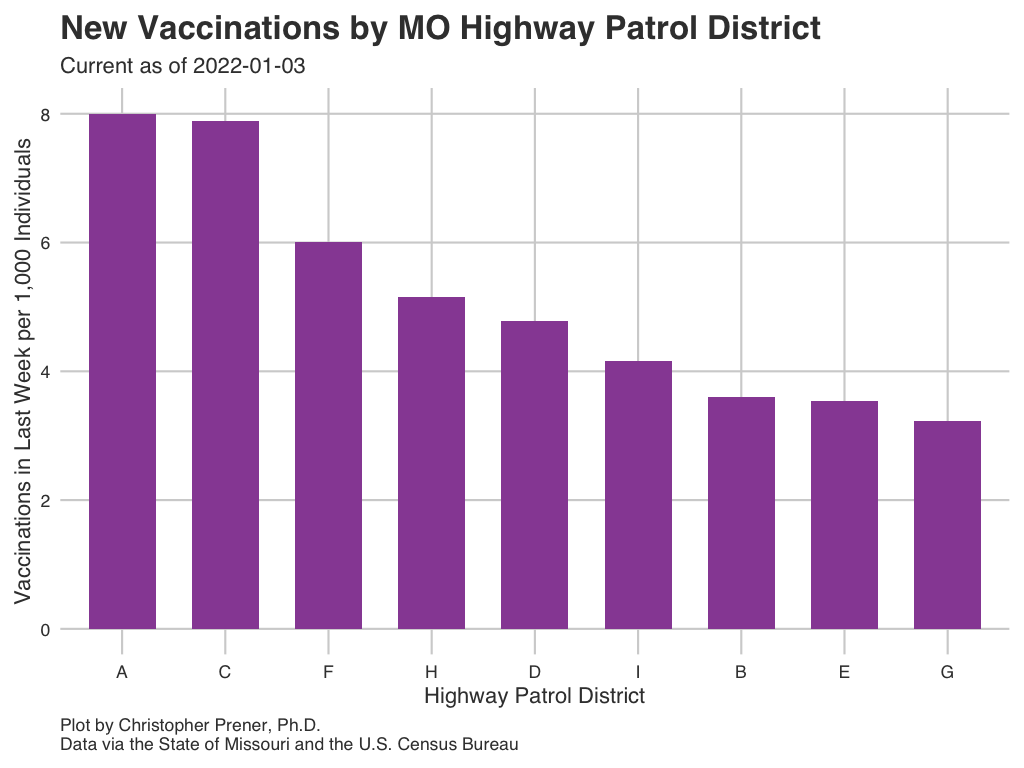 New Vaccinations by MO Highway Patrol District
Current as of 2022-01-03
Vaccinations in Last Week per 1,000 Individuals
8
6
4
2
0
A C F H D I B E G
Highway Patrol District
Plot by Christopher Prener, Ph.D.
Data via the State of Missouri and the U.S. Census Bureau